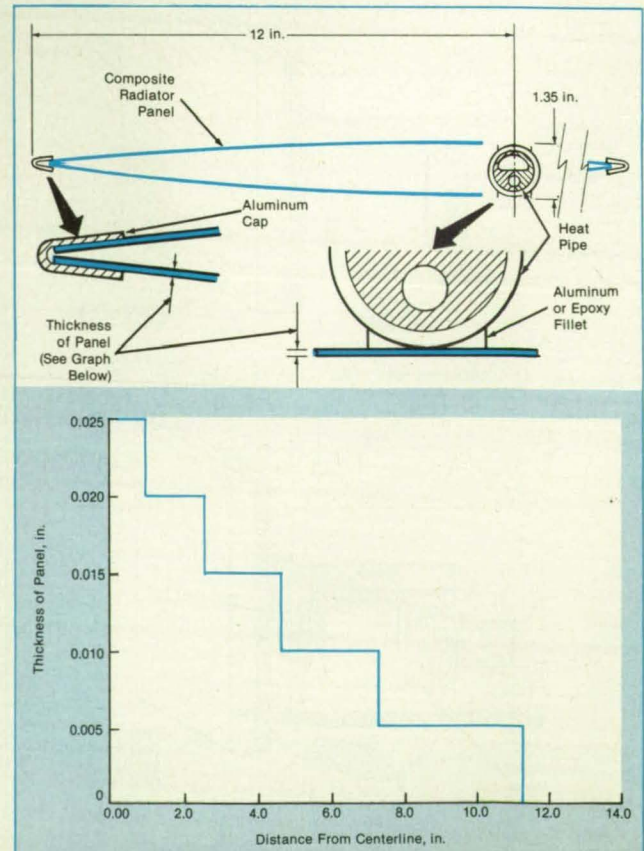 12 in.
Composite
Radiator
Panel
1.35 in.
Aluminum
Cap
Heat
Pipe
Aluminum
or Epoxy
Fillet
Thickness
of Panel
(See Graph
Below)
0.025
0.020
0.015
0.010
0.005
0
Thickness of Panel, in.
0.00 2.0 4.0 6.0 8.0 10.0 12.0 14.0
Distance From Centerline, in.